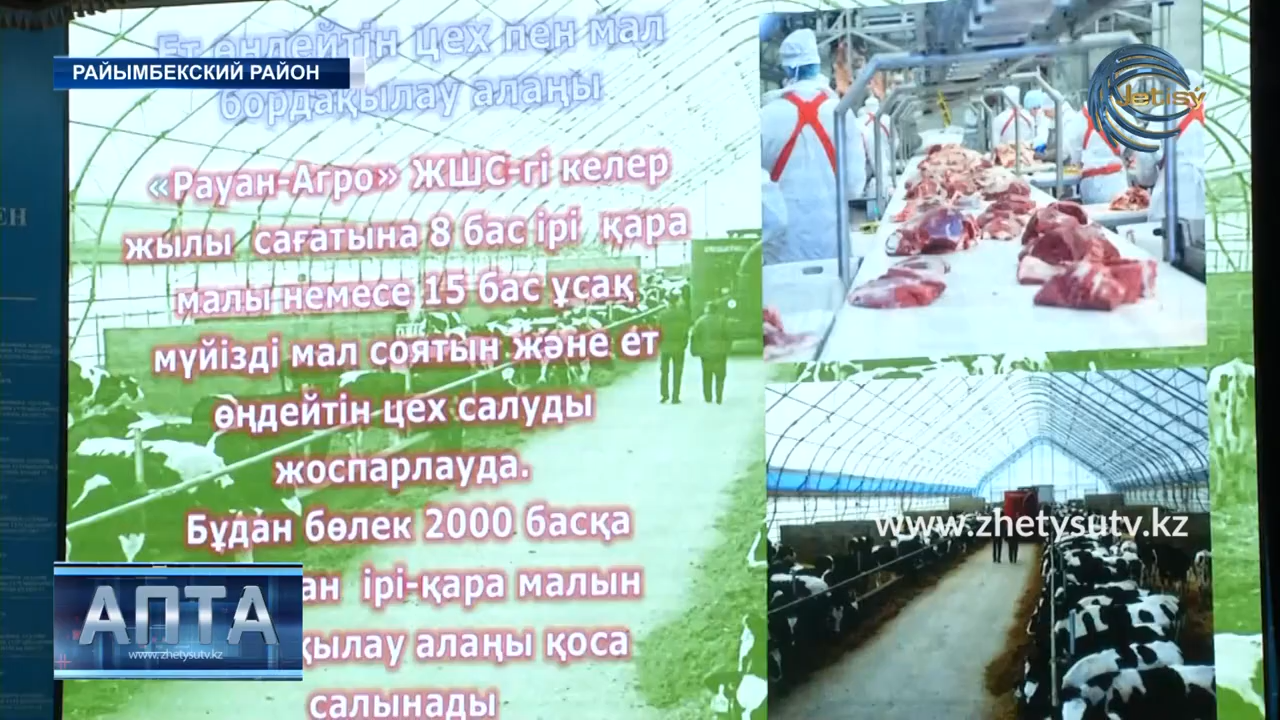 Ет өңдейтін цех пен мал
РАЙЫМБЕКСКИЙ РАЙОН
бордақылау алаңы
Jetisý
«Рауан-Агро» ЖШС-гі келер
жылы сағатына 8 бас ірі қара
малы немесе 15 бас ұсақ
мүйізді мал соятын және ет
өңдейтін цех салуды
жоспарлауда.
Бұдан бөлек 2000 басқа
ірі-қара малын
алаңы қоса
салынады
www.zhetysutv.kz
АПТА
www.zhetysutv.kz